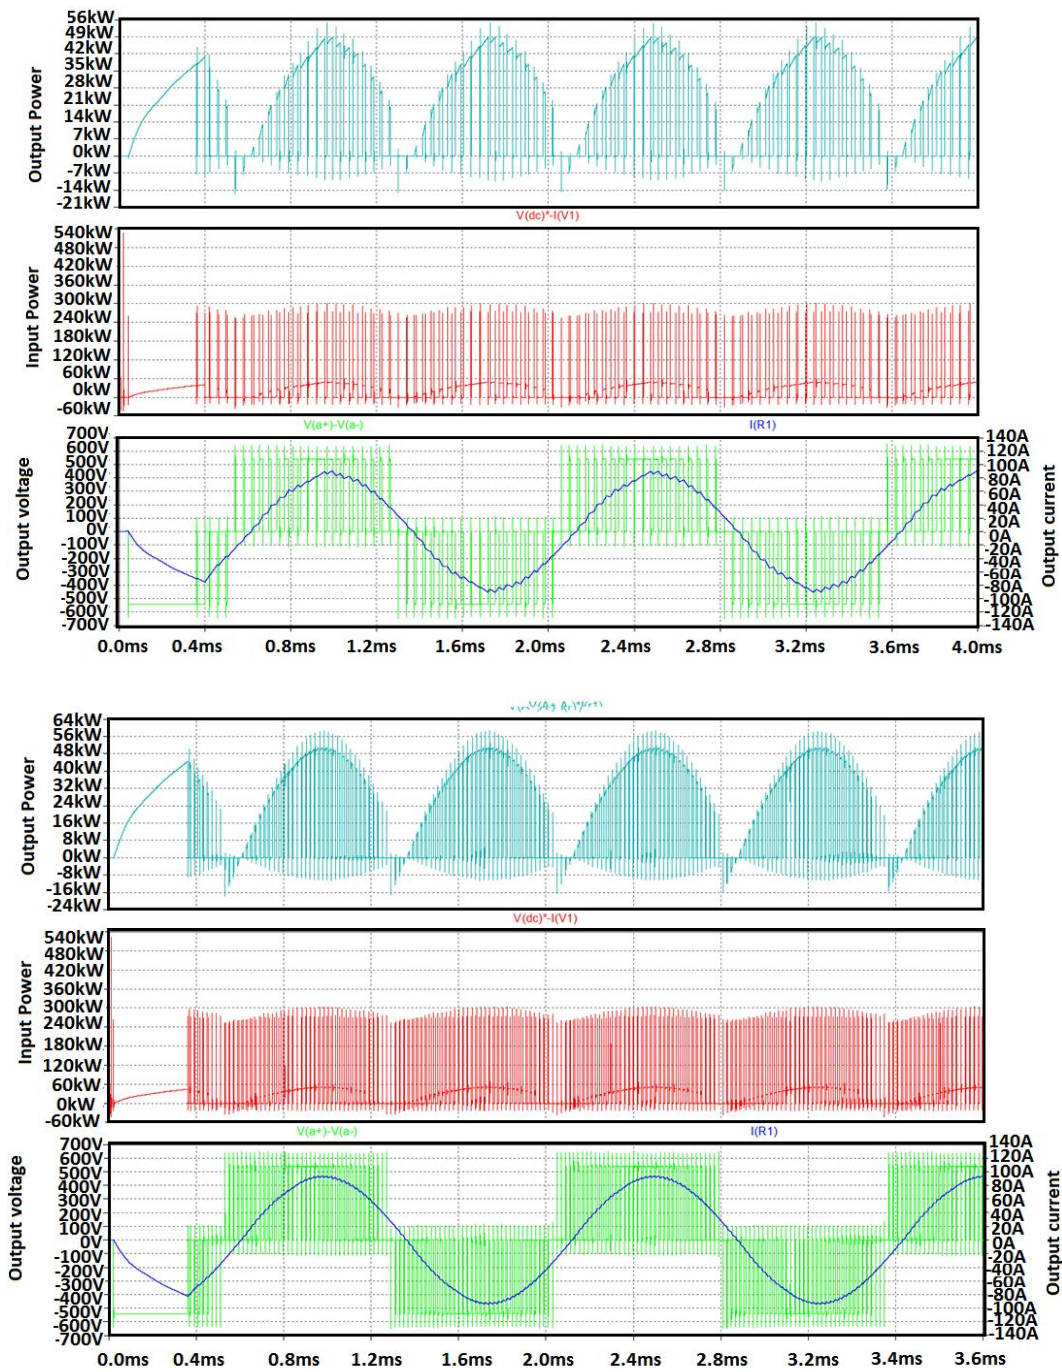 56kW
49kW
42kW
35kW
28kW
21kW
14kW
7kW
0kW
-7kW
-14kW
-21kW
Output Power
V(dc)*-I(V1)
540kW
480kW
420kW
360kW
300kW
240kW
180kW
120kW
60kW
0kW
-60kW
Input Power
V(a+)-V(a-) I(R1)
700V
600V
500V
400V
300V
200V
100V
0V
-100V
-200V
-300V
-400V
-500V
-600V
-700V
Output voltage
140A
120A
100A
80A
60A
40A
20A
0A
-20A
-40A
-60A
-80A
-100A
-120A
-140A
Output current
0.0ms 0.4ms 0.8ms 1.2ms 1.6ms 2.0ms 2.4ms 2.8ms 3.2ms 3.6ms 4.0ms
64kW
56kW
48kW
40kW
32kW
24kW
16kW
8kW
0kW
-8kW
-16kW
-24kW
Output Power
V(dc)*-I(V1)
540kW
480kW
420kW
360kW
300kW
240kW
180kW
120kW
60kW
0kW
-60kW
Input Power
V(a+)-V(a-) I(R1)
700V
600V
500V
400V
300V
200V
100V
0V
-100V
-200V
-300V
-400V
-500V
-600V
-700V
Output voltage
140A
120A
100A
80A
60A
40A
20A
0A
-20A
-40A
-60A
-80A
-100A
-120A
-140A
Output current
0.0ms 0.4ms 0.8ms 1.2ms 1.6ms 2.0ms 2.4ms 2.8ms 3.2ms 3.4ms 3.6ms